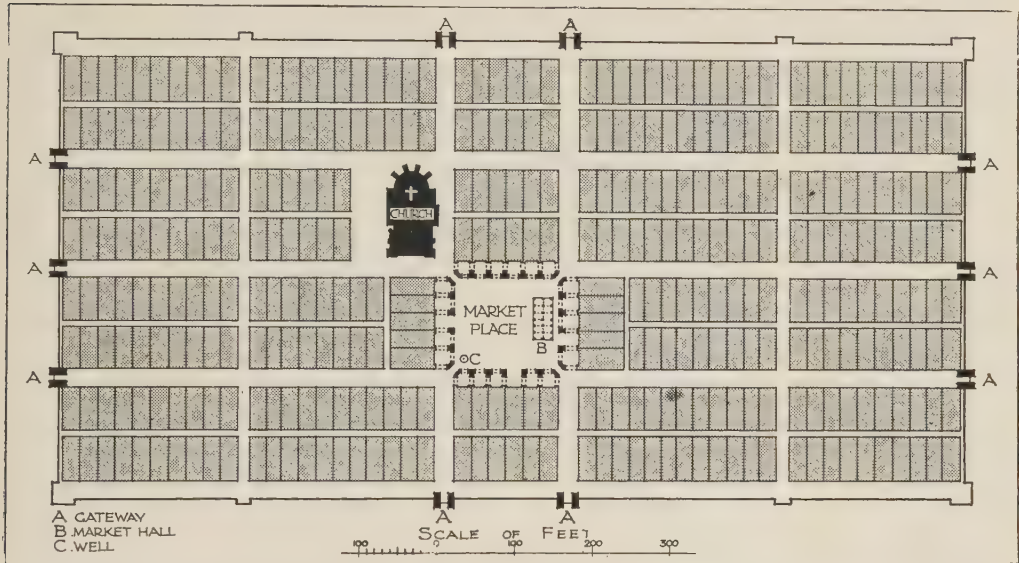 A A
A A
CHURCH
A A
MARKET
PLACE
B
C
A A
A A
A GATEWAY
B MARKET HALL
C. WELL
SCALE OF FEET
100 0 100 200 300